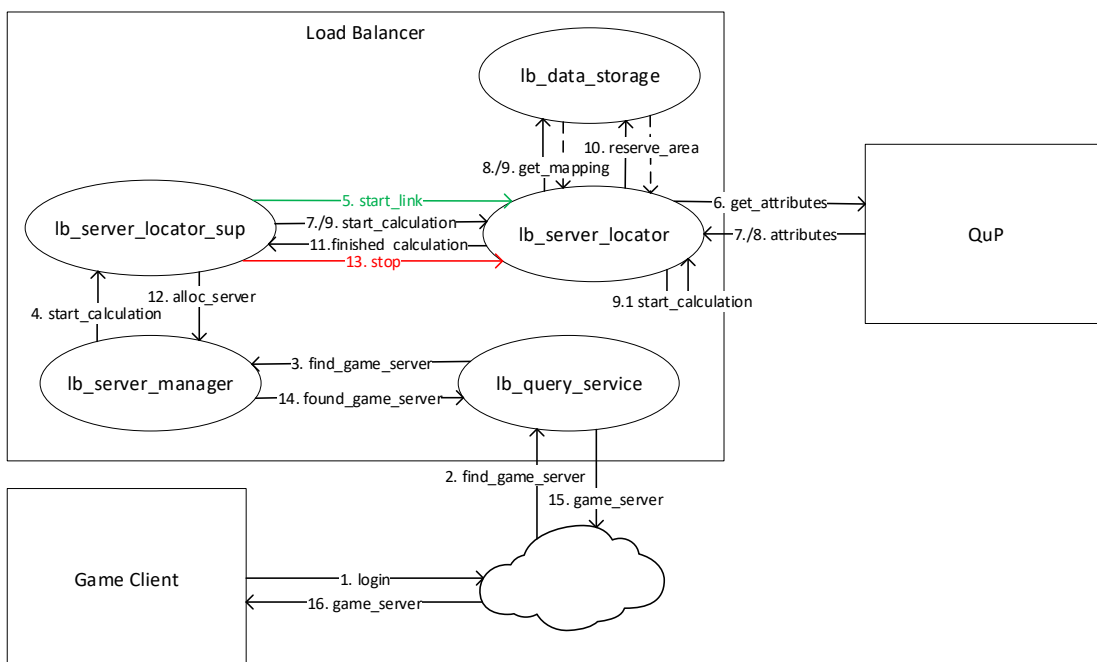 Load Balancer
lb_data_storage
8./9. get_mapping
10. reserve_area
5. start_link
7./9. start_calculation
11.finished calculation
13. stop
lb_server_locator_sup
lb_server_locator
6. get_attributes
7./8. attributes
QuP
9.1 start_calculation
12. alloc_server
4. start_calculation
3. find_game_server
14. found_game_server
lb_server_manager
lb_query_service
2. find_game_server
15. game_server
Game Client
1. login
16. game_server